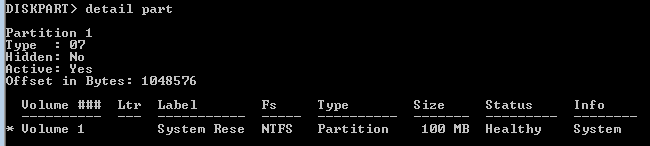 DISKPART> detail part
Partition 1
Type  : 07
Hidden: No
Active: Yes
Offset in Bytes: 1048576
  Volume ###  Ltr  Label        Fs     Type        Size     Status     Info
  ----------  ---  -----------  -----  ----------  -------  ---------  --------
* Volume 1         System Rese  NTFS   Partition    100 MB  Healthy    System